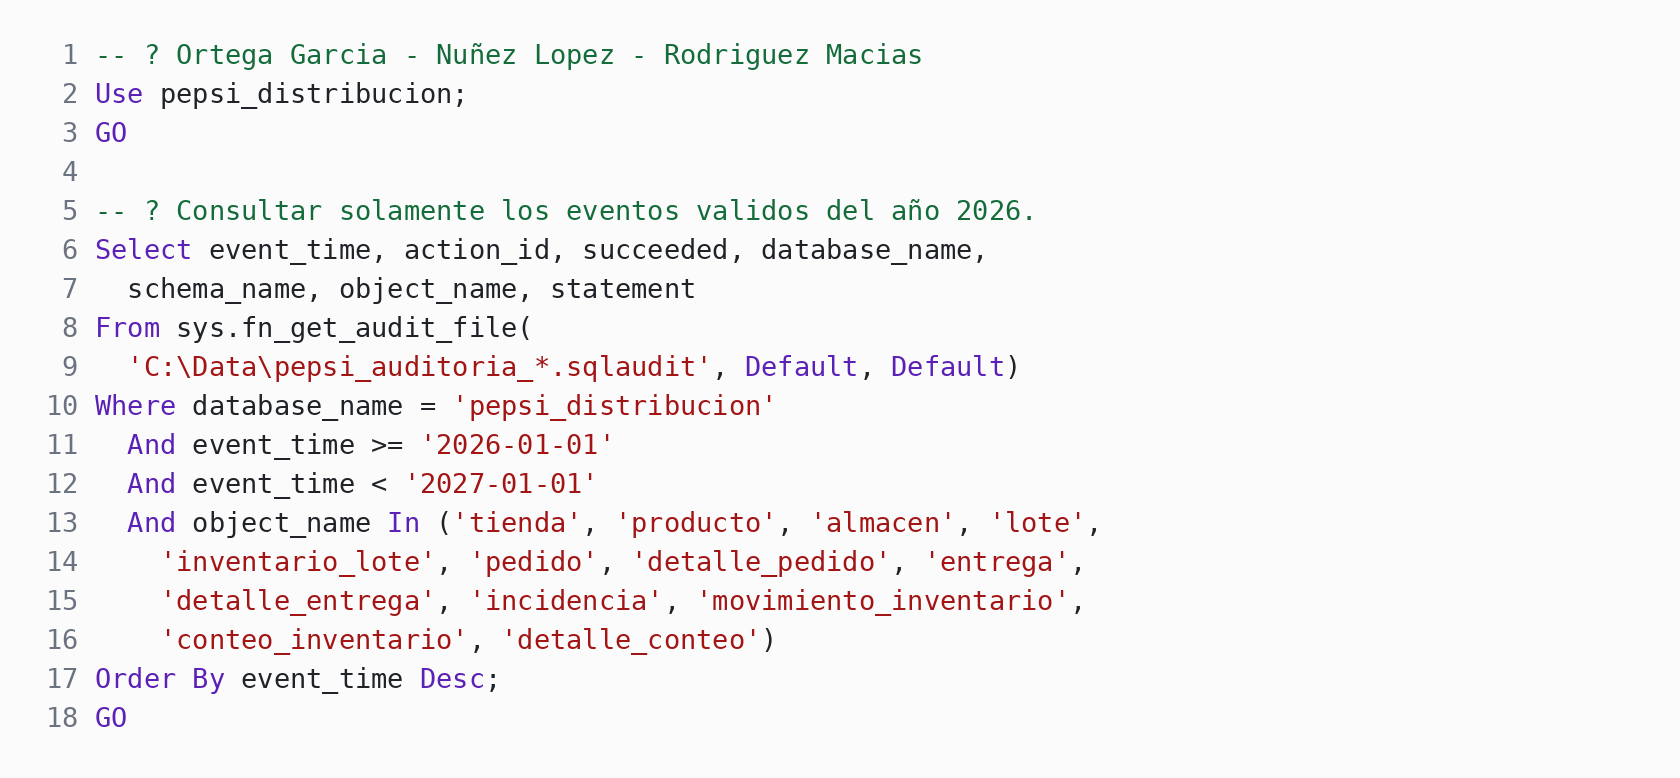 1 -- ? Ortega Garcia - Nuñez Lopez - Rodriguez Macias
2 Use pepsi_distribucion;
3 GO
4
5 -- ? Consultar solamente los eventos validos del año 2026.
6 Select event_time, action_id, succeeded, database_name,
7   schema_name, object_name, statement
8 From sys.fn_get_audit_file(
9   'C:\Data\pepsi_auditoria_*.sqlaudit', Default, Default)
10 Where database_name = 'pepsi_distribucion'
11   And event_time >= '2026-01-01'
12   And event_time < '2027-01-01'
13   And object_name In ('tienda', 'producto', 'almacen', 'lote',
14     'inventario_lote', 'pedido', 'detalle_pedido', 'entrega',
15     'detalle_entrega', 'incidencia', 'movimiento_inventario',
16     'conteo_inventario', 'detalle_conteo')
17 Order By event_time Desc;
18 GO